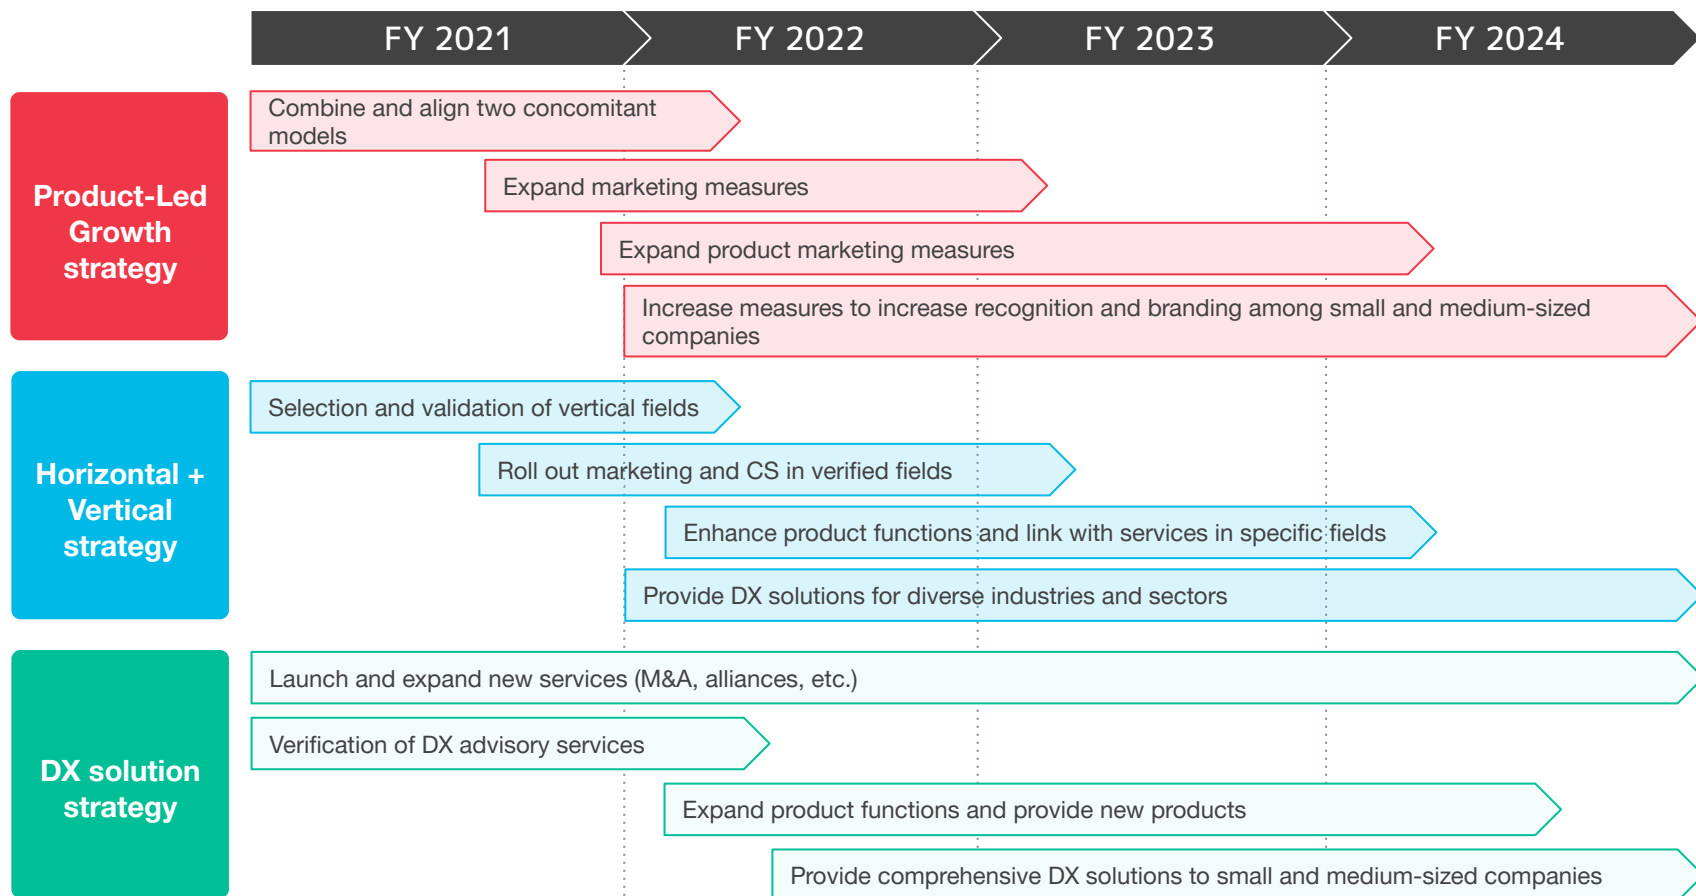 FY 2021
FY 2022
FY 2023
FY 2024
Product-Led
Growth
strategy
Combine and align two concomitant
models
Expand marketing measures
Expand product marketing measures
Increase measures to increase recognition and branding among small and medium-sized
companies
Horizontal +
Vertical
strategy
Selection and validation of vertical fields
Roll out marketing and CS in verified fields
Enhance product functions and link with services in specific fields
Provide DX solutions for diverse industries and sectors
DX solution
strategy
Launch and expand new services (M&A, alliances, etc.)
Verification of DX advisory services
Expand product functions and provide new products
Provide comprehensive DX solutions to small and medium-sized companies